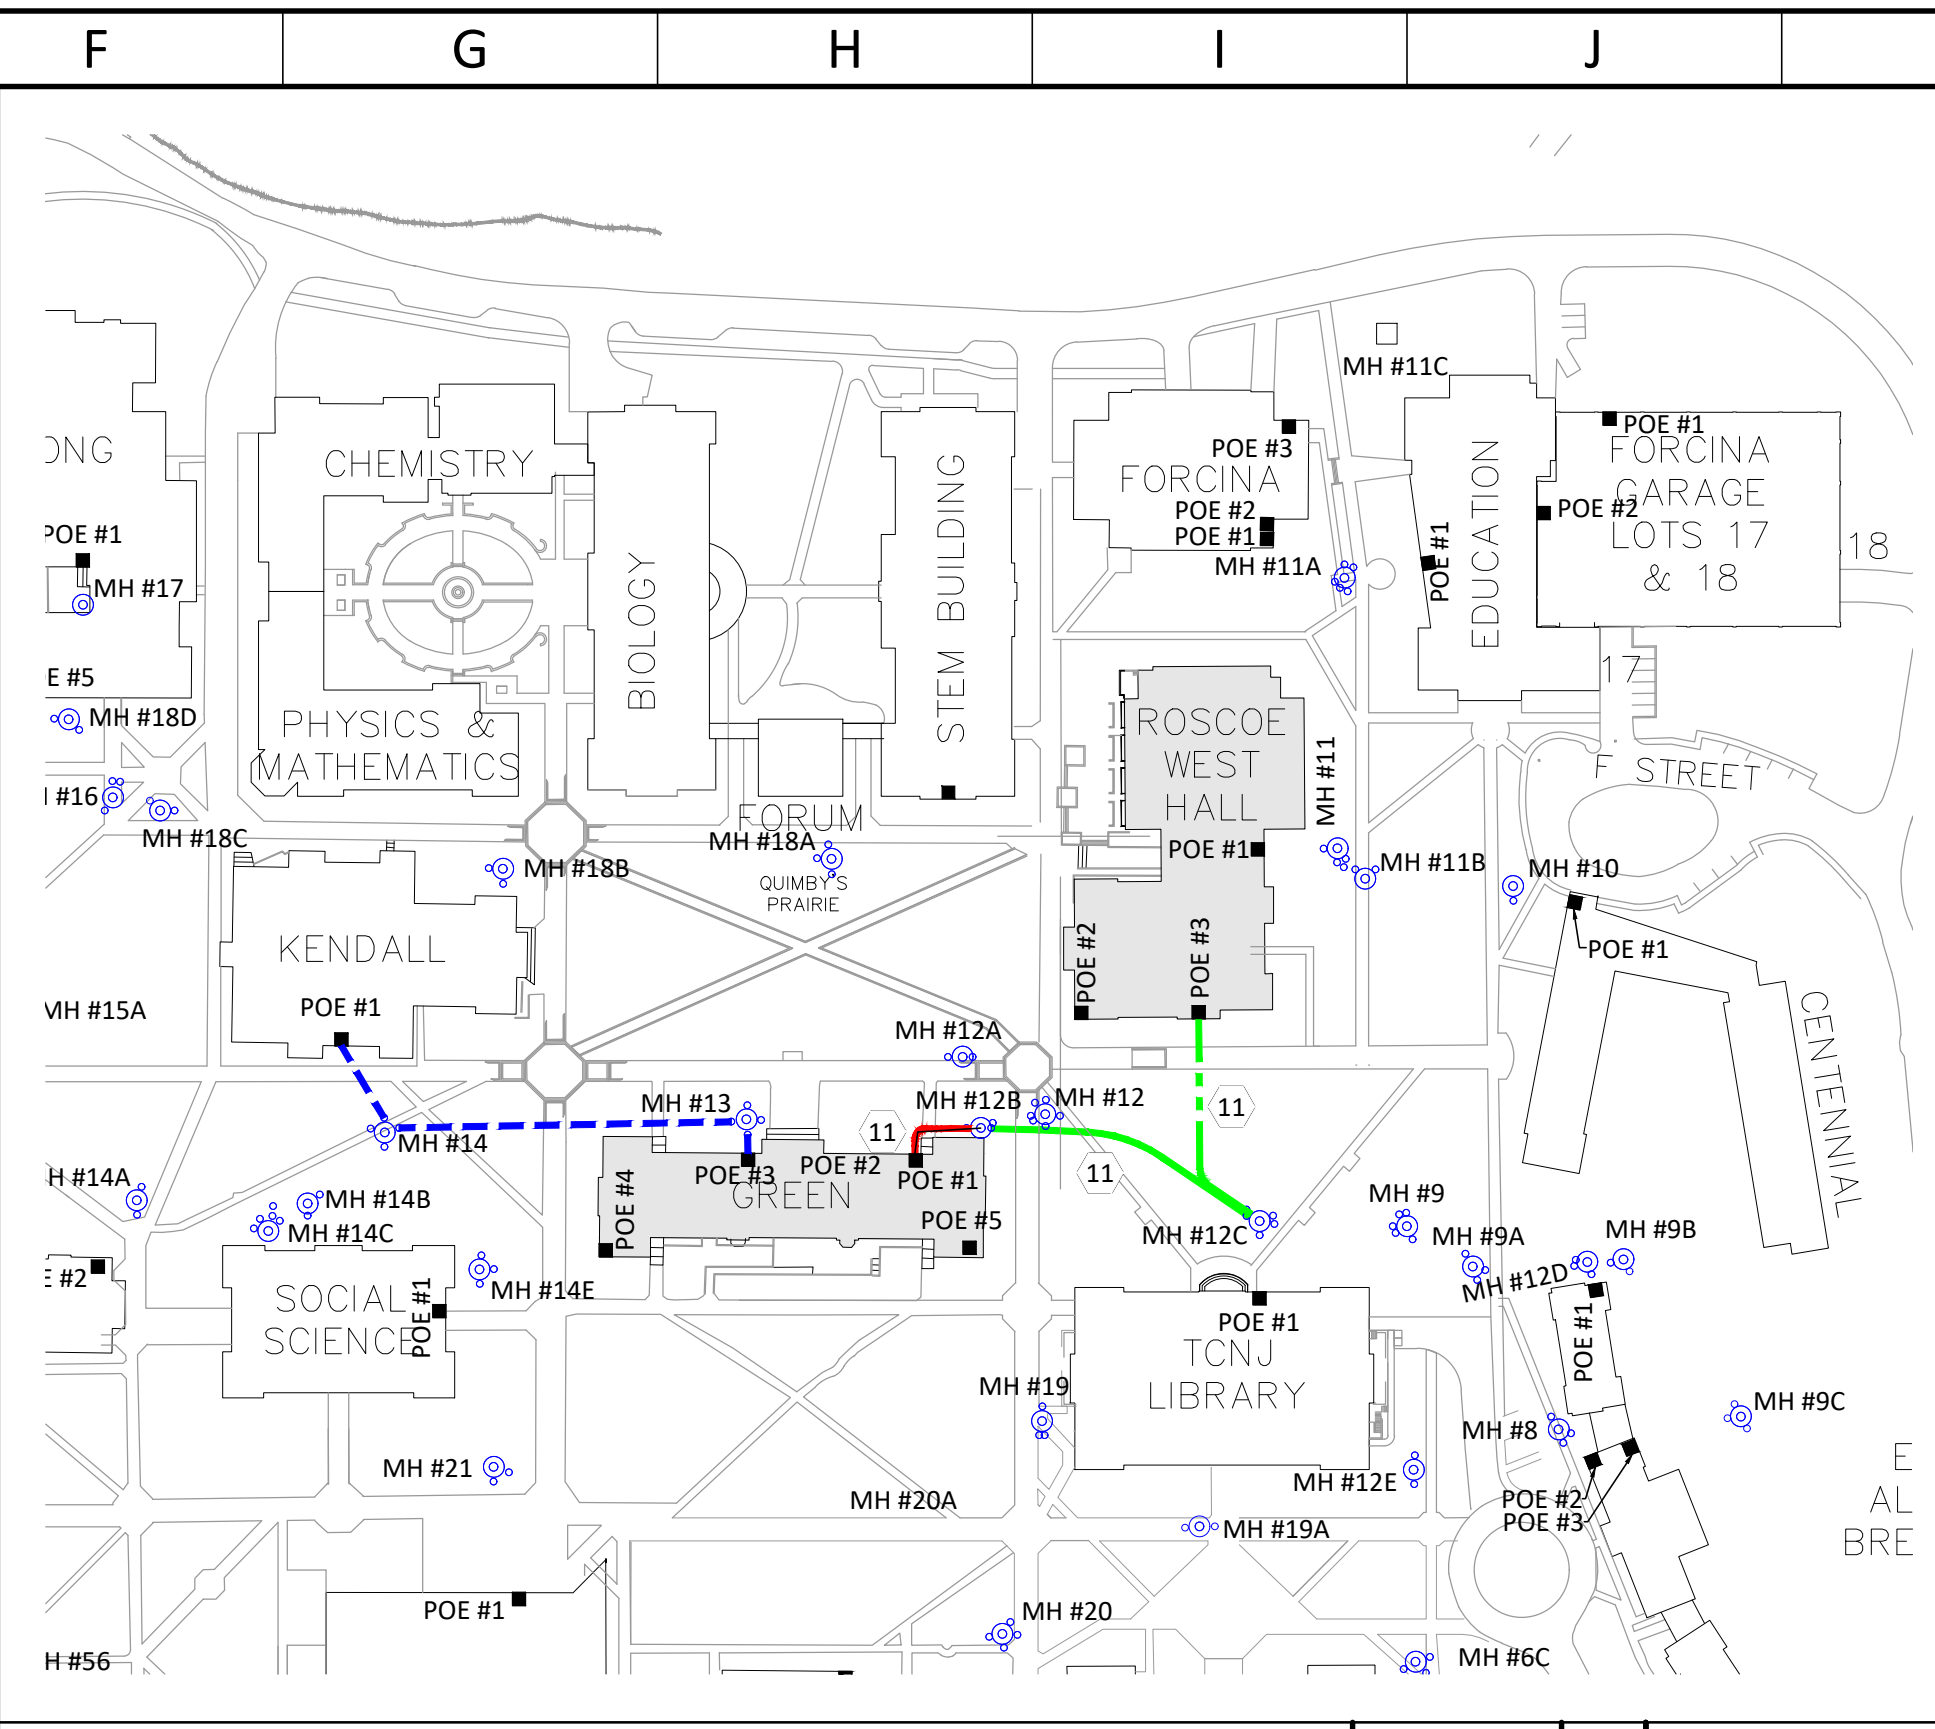 F
G
H
I
J
MH #11C
POE #1
POE #3
ONG
CHEMISTRY
FORCINA
FORCINA
GARAGE
LOTS 17
& 18
STEM BUILDING
EDUCATION
POE #2
POE #2
POE #1
POE #1
POE #1
18
MH #11A
MH #17
BIOLOGY
E #5
17
MH #18D
PHYSICS &
MATHEMATICS
ROSCOE
WEST
HALL
MH #11
F STREET
#16
FORUM
MH #18C
MH #18A
MH #18B
POE #1
MH #11B
MH #10
QUIMBY'S
PRAIRIE
KENDALL
POE #2
POE #3
POE #1
MH #15A
POE #1
CENTENNIAL
MH #12A
MH #13
MH #12B
MH #12
11
11
MH #14
POE #3
POE #2
POE #1
11
GREEN
POE #4
H #14A
MH #14B
MH #14C
MH #9
POE #5
MH #12C
MH #9A
MH #9B
E #2
MH #14E
MH #12D
SOCIAL
SCIENCE
POE #1
POE #1
POE #1
TCNJ
LIBRARY
MH #19
MH #9C
MH #8
MH #21
MH #12E
E
MH #20A
POE #2
AL
POE #3
MH #19A
BRE
POE #1
MH #20
H #56
MH #6C